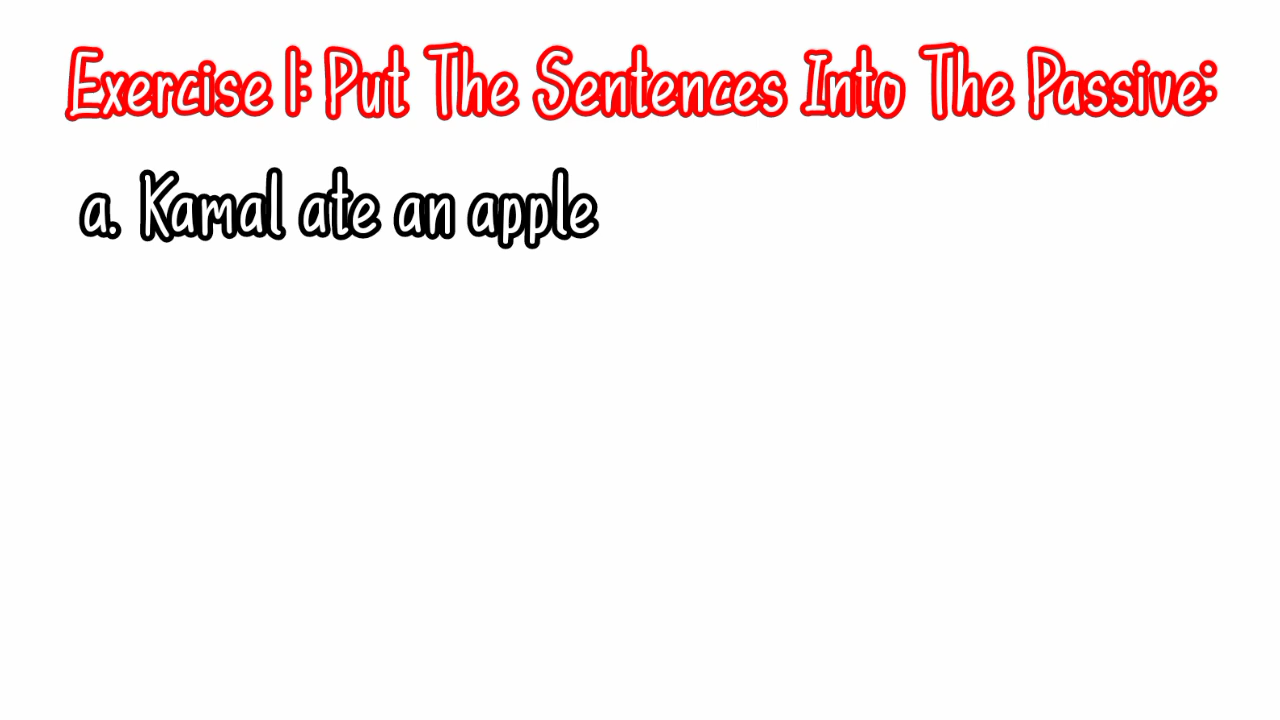 Exercise 1: Put The Sentences Into The Passive:
a. Kamal ate an apple